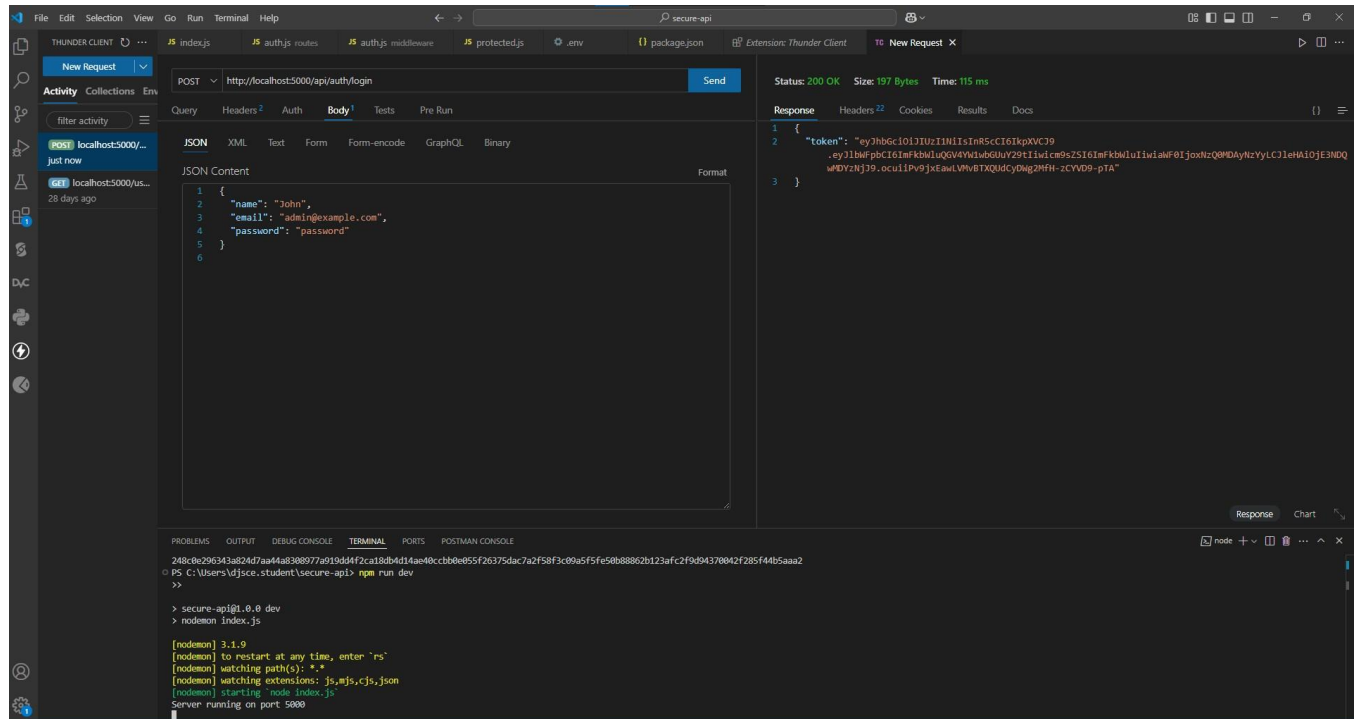 File Edit Selection View Go Run Terminal Help
secure-api
THUNDER CLIENT
JS index.js JS auth.js routes JS auth.js middleware JS protected.js .env {} package.json Extension: Thunder Client TC New Request
New Request
Activity Collections Env
filter activity
POST localhost:5000/...
just now
GET localhost:5000/us...
28 days ago
POST http://localhost:5000/api/auth/login Send
Query Headers 2 Auth Body 1 Tests Pre Run
JSON XML Text Form Form-encode GraphQL Binary
JSON Content Format
1 {
2 "name": "John",
3 "email": "admin@example.com",
4 "password": "password"
5 }
6
Status: 200 OK Size: 197 Bytes Time: 115 ms
Response Headers 22 Cookies Results Docs {}
1 {
2 "token":
3 }
Response Chart
PROBLEMS OUTPUT DEBUG CONSOLE TERMINAL PORTS POSTMAN CONSOLE
node
PS C:\Users\djsce.student\secure-api> npm run dev
>>
> secure-api@1.0.0 dev
> nodemon index.js
[nodemon] 3.1.9
[nodemon] to restart at any time, enter `rs`
[nodemon] watching path(s): *.*
[nodemon] watching extensions: js,mjs,cjs,json
[nodemon] starting `node index.js`
Server running on port 5000